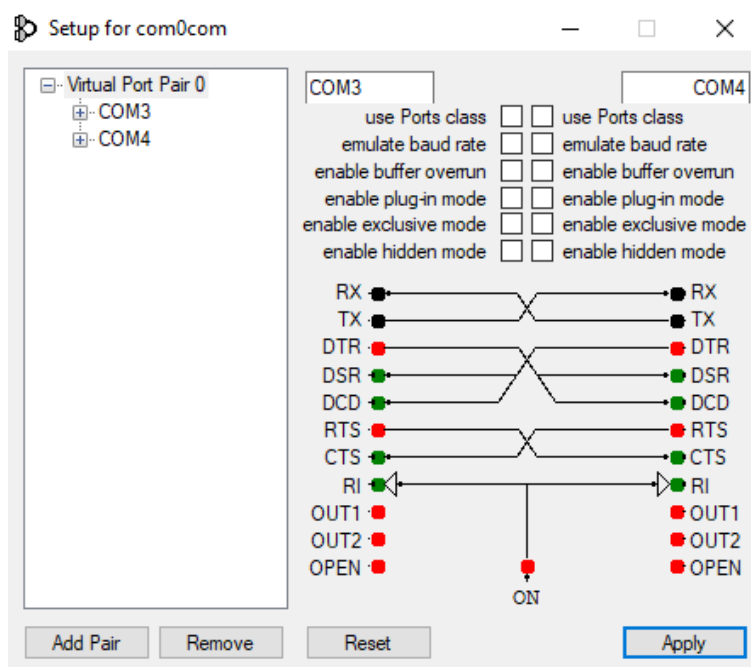 Setup for com0com
Virtual Port Pair 0
COM3
COM4
COM3 COM4
use Ports class use Ports class
emulate baud rate emulate baud rate
enable buffer overrun enable buffer overrun
enable plug-in mode enable plug-in mode
enable exclusive mode enable exclusive mode
enable hidden mode enable hidden mode
RX RX
TX TX
DTR DTR
DSR DSR
DCD DCD
RTS RTS
CTS CTS
RI RI
OUT1 OUT1
OUT2 OUT2
OPEN OPEN
ON
Add Pair Remove Reset Apply